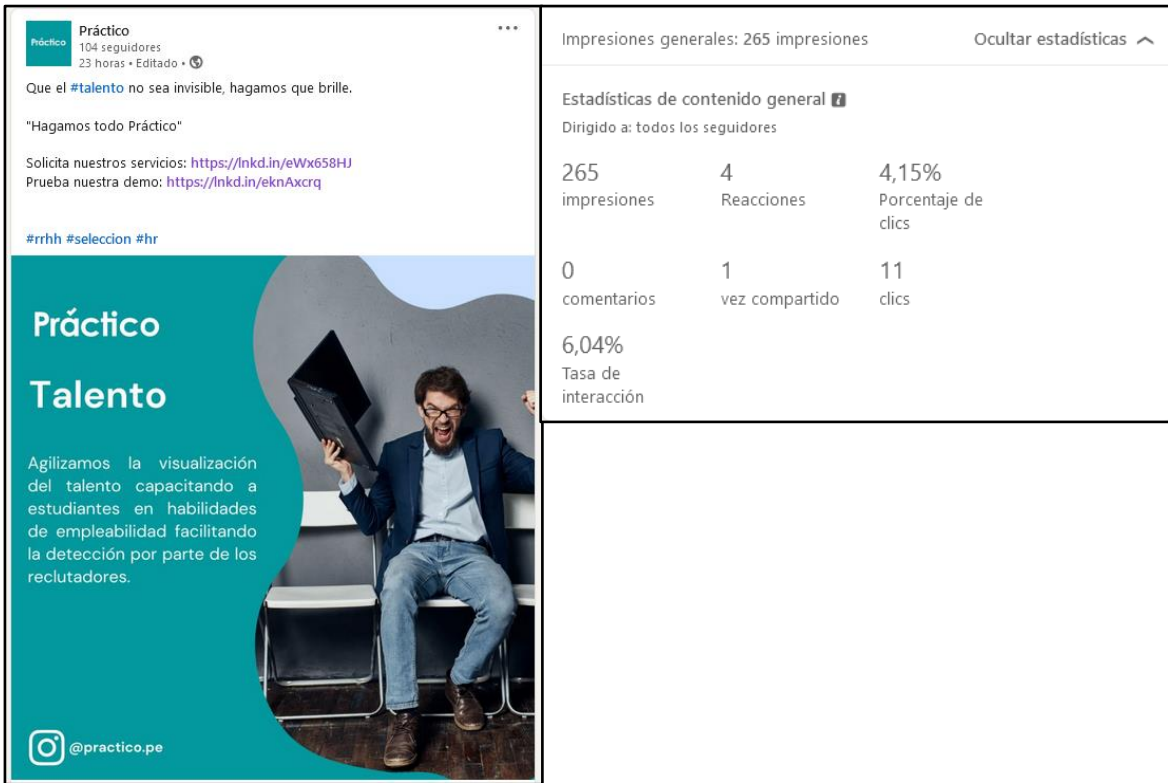 Práctico
Práctico
104 seguidores
23 horas • Editado •
Que el #talento no sea invisible, hagamos que brille.
"Hagamos todo Práctico"
Solicita nuestros servicios: https://lnkd.in/eWx658HJ
Prueba nuestra demo: https://lnkd.in/eknAxcrq
#rrhh #seleccion #hr
Práctico
Talento
Agilizamos la visualización
del talento capacitando a
estudiantes en habilidades
de empleabilidad facilitando
la detección por parte de los
reclutadores.
@practico.pe
Impresiones generales: 265 impresiones
Ocultar estadísticas
Estadísticas de contenido general
Dirigido a: todos los seguidores
265
impresiones
4
Reacciones
4,15%
Porcentaje de
clics
0
comentarios
1
vez compartido
11
clics
6,04%
Tasa de
interacción